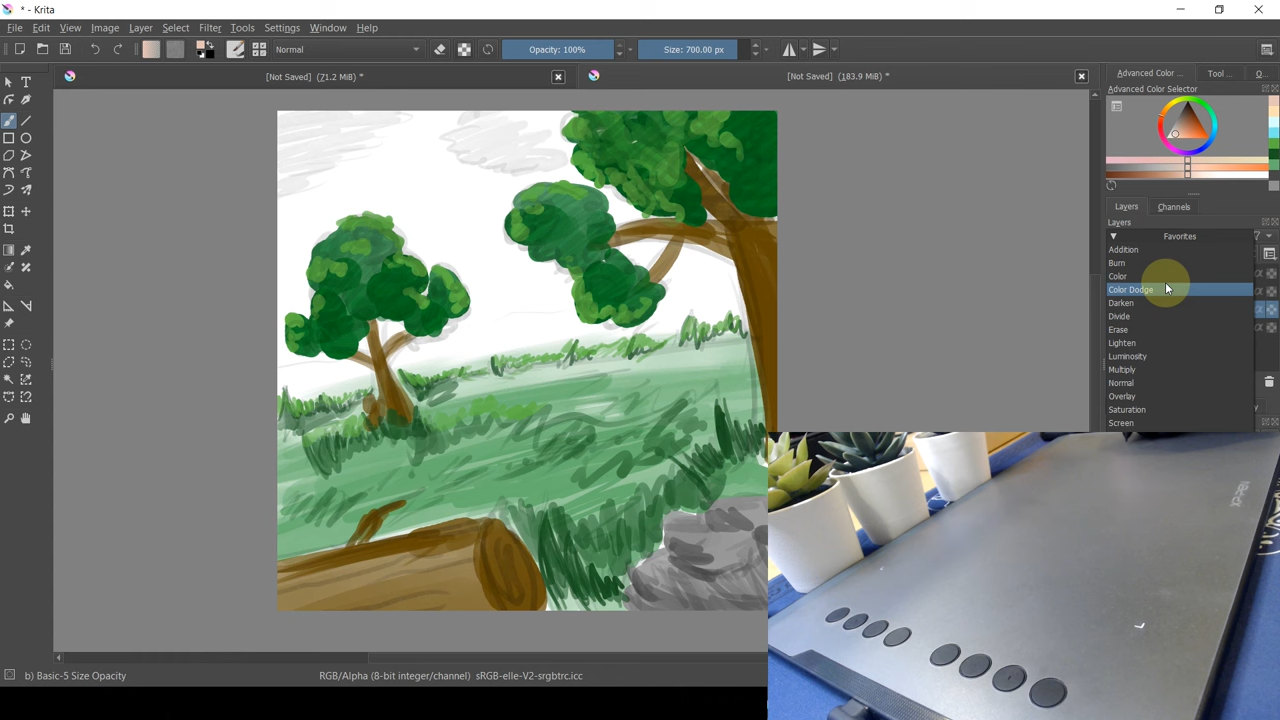 * - Krita
File Edit View Image Layer Select Filter Tools Settings Window Help
Normal Opacity: 100% Size: 700.00 px
[Not Saved] (71.2 MiB) * [Not Saved] (183.9 MiB) *
Advanced Color ... Tool ... O...
Advanced Color Selector
Layers Channels
Layers
Favorites
Addition
Burn
Color
Color Dodge
Darken
Divide
Erase
Lighten
Luminosity
Multiply
Normal
Overlay
Saturation
Screen
b) Basic-5 Size Opacity RGB/Alpha (8-bit integer/channel) sRGB-elle-V2-srgbtrc.icc